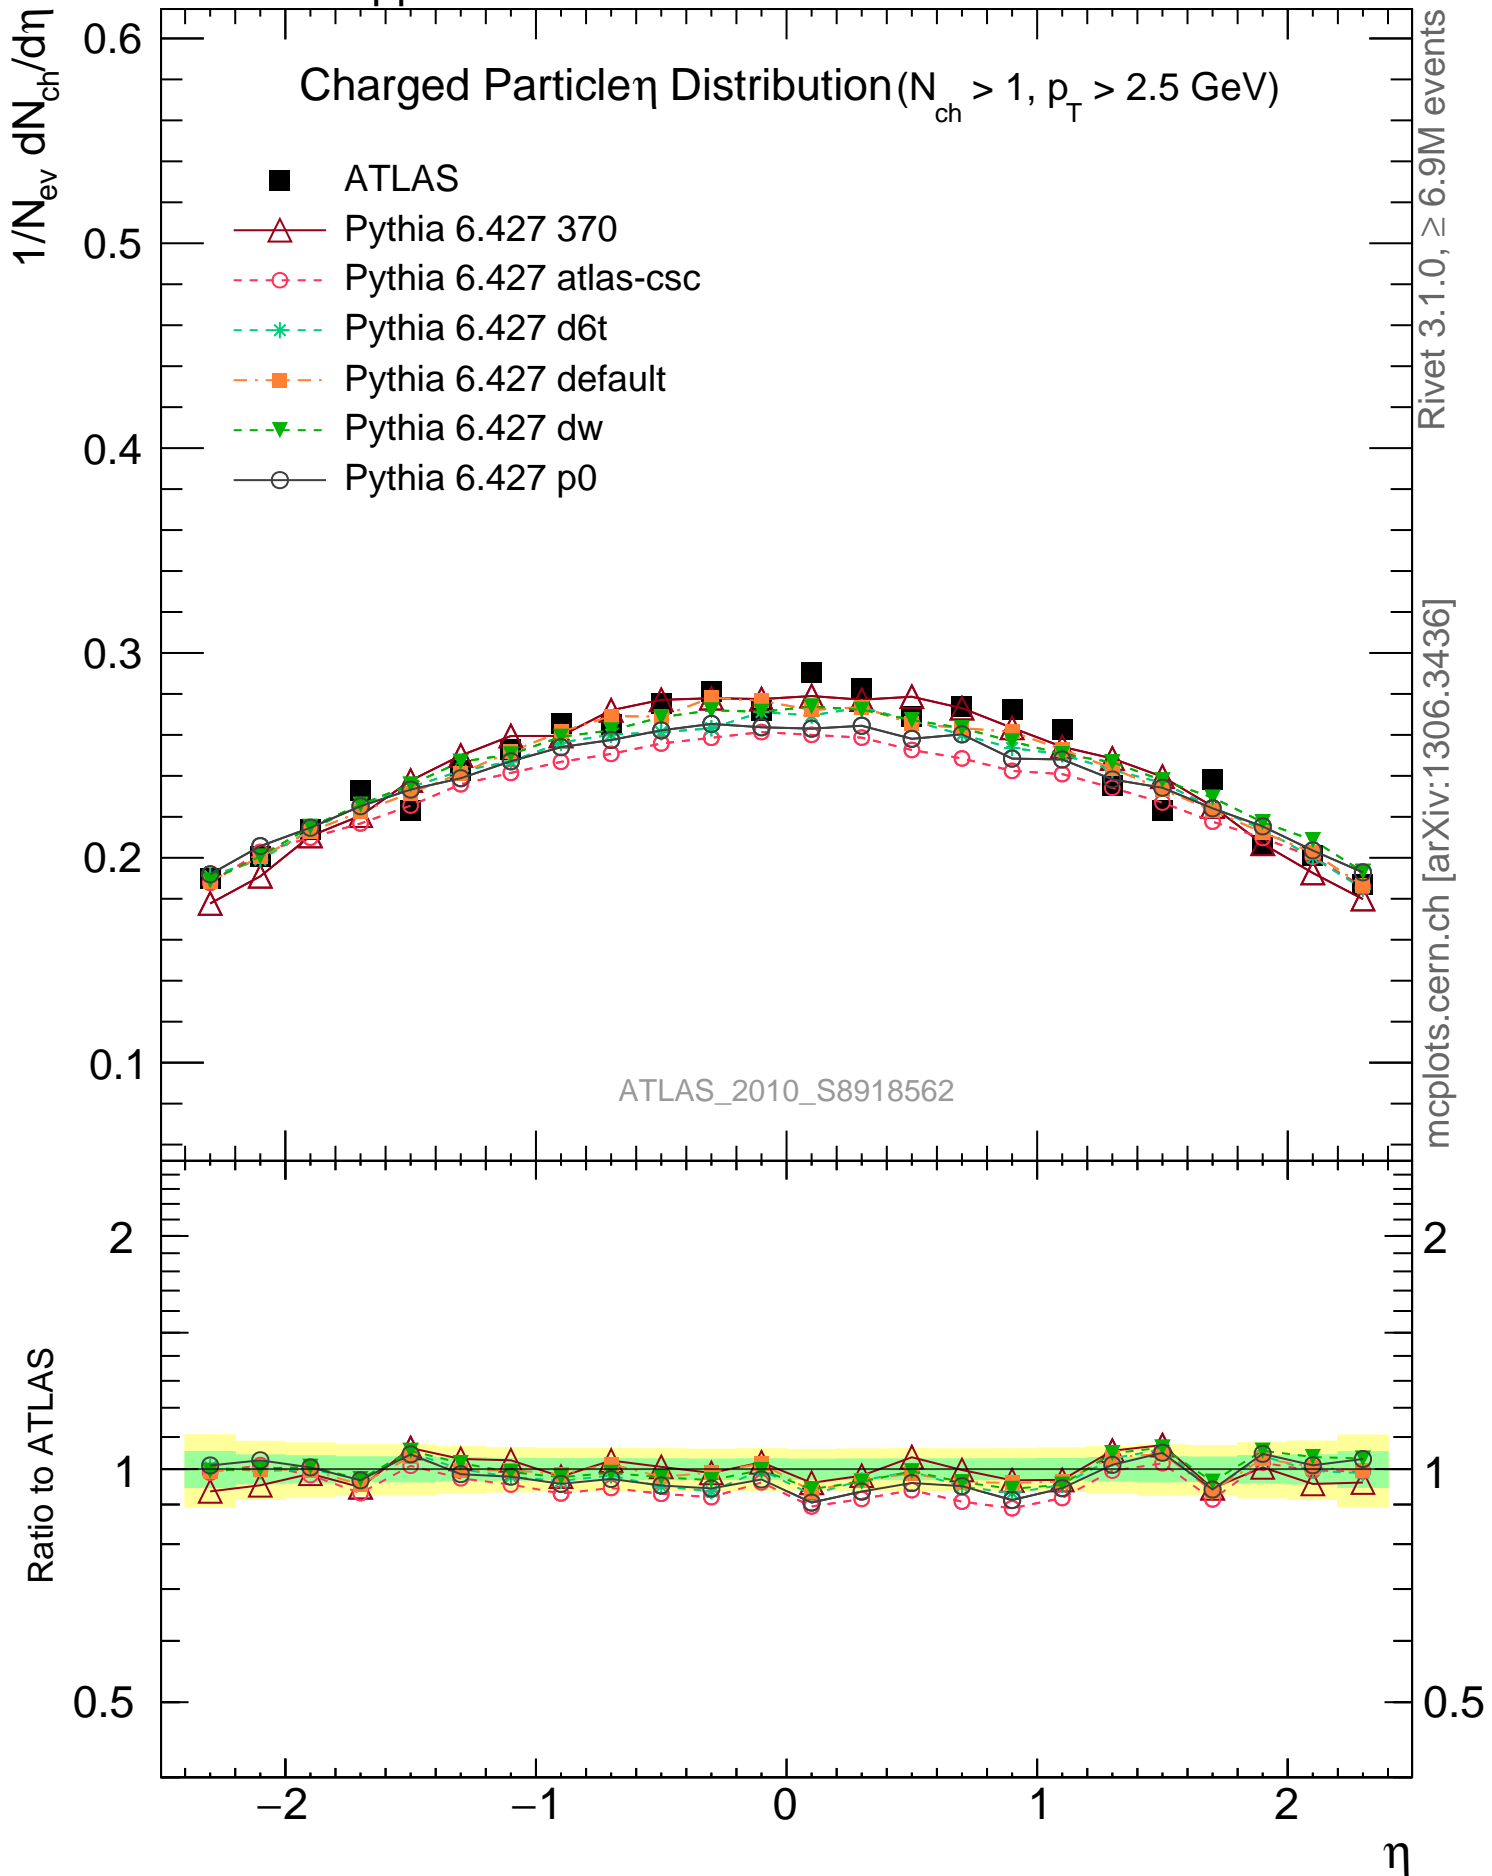 Charged Particle η Distribution (N_ch > 1, p_T > 2.5 GeV)
1/N_ev dN_ch/dη
ATLAS
Pythia 6.427 370
Pythia 6.427 atlas-csc
Pythia 6.427 d6t
Pythia 6.427 default
Pythia 6.427 dw
Pythia 6.427 p0
0.6
0.5
0.4
0.3
0.2
0.1
ATLAS_2010_S8918562
Rivet 3.1.0, ≥ 6.9M events
mcplots.cern.ch [arXiv:1306.3436]
Ratio to ATLAS
2
1
0.5
2
1
0.5
−2
−1
0
1
2
η